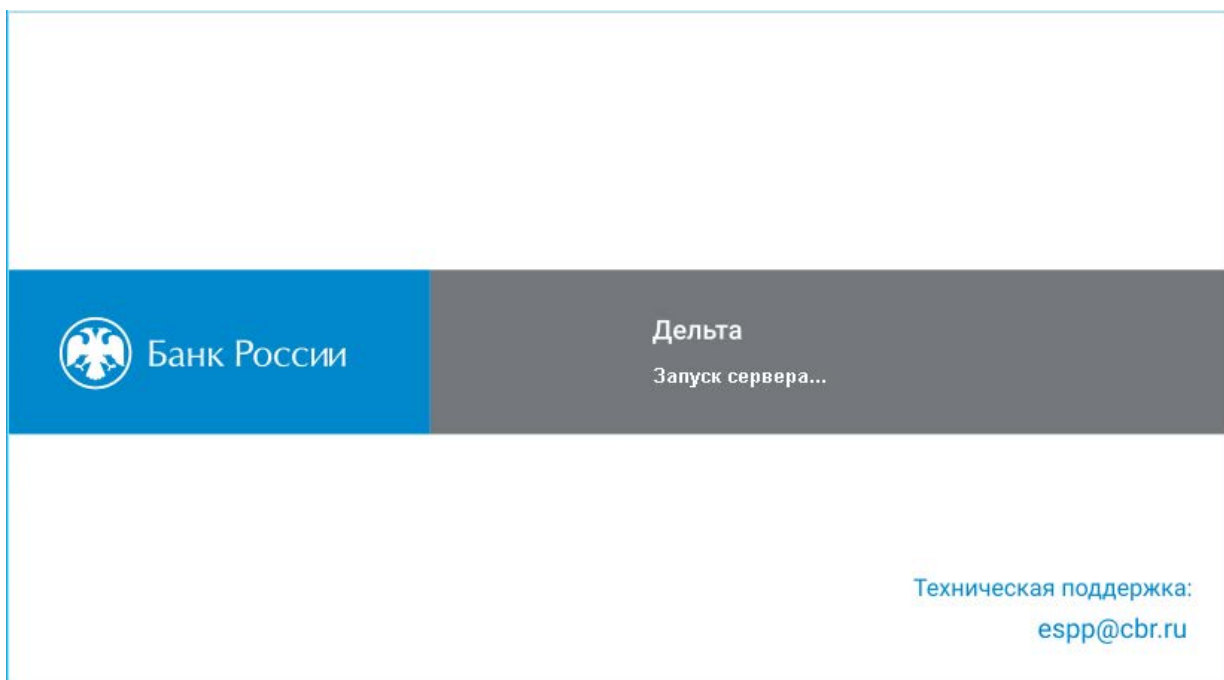 Банк России
Дельта
Запуск сервера...
Техническая поддержка:
espp@cbr.ru